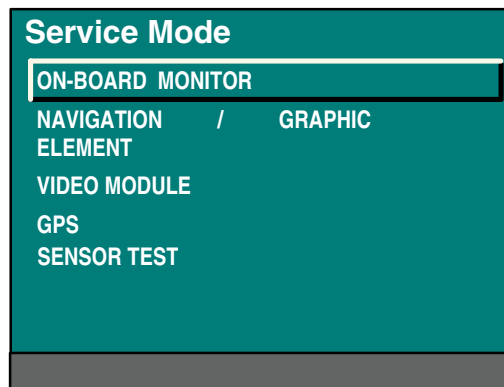 Service Mode
ON-BOARD MONITOR
NAVIGATION / GRAPHIC
ELEMENT
VIDEO MODULE
GPS
SENSOR TEST